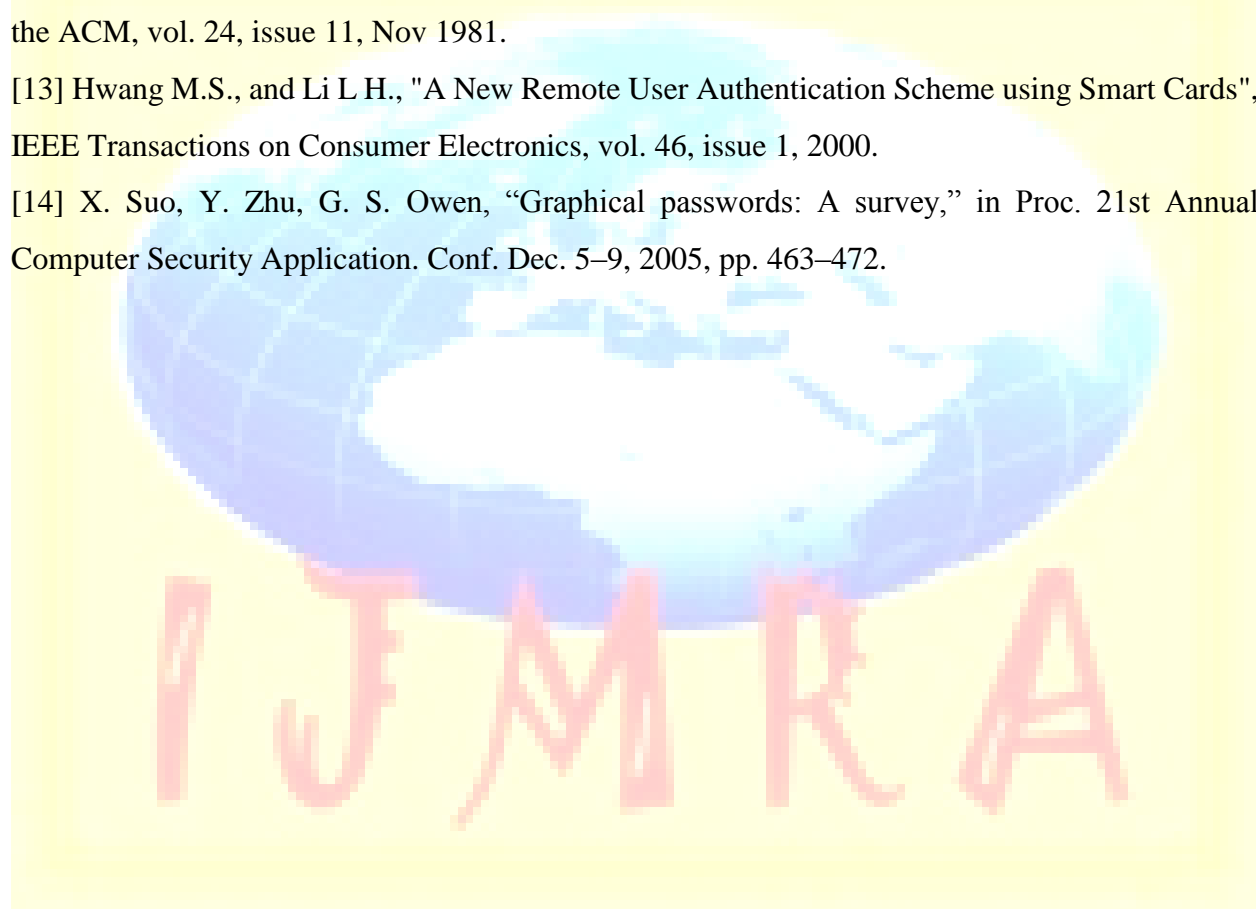 the ACM, vol. 24, issue 11, Nov 1981.
[13] Hwang M.S., and Li L H., "A New Remote User Authentication Scheme using Smart Cards",
IEEE Transactions on Consumer Electronics, vol. 46, issue 1, 2000.
[14] X. Suo, Y. Zhu, G. S. Owen, “Graphical passwords: A survey,” in Proc. 21st Annual
Computer Security Application. Conf. Dec. 5–9, 2005, pp. 463–472.
IJMRA